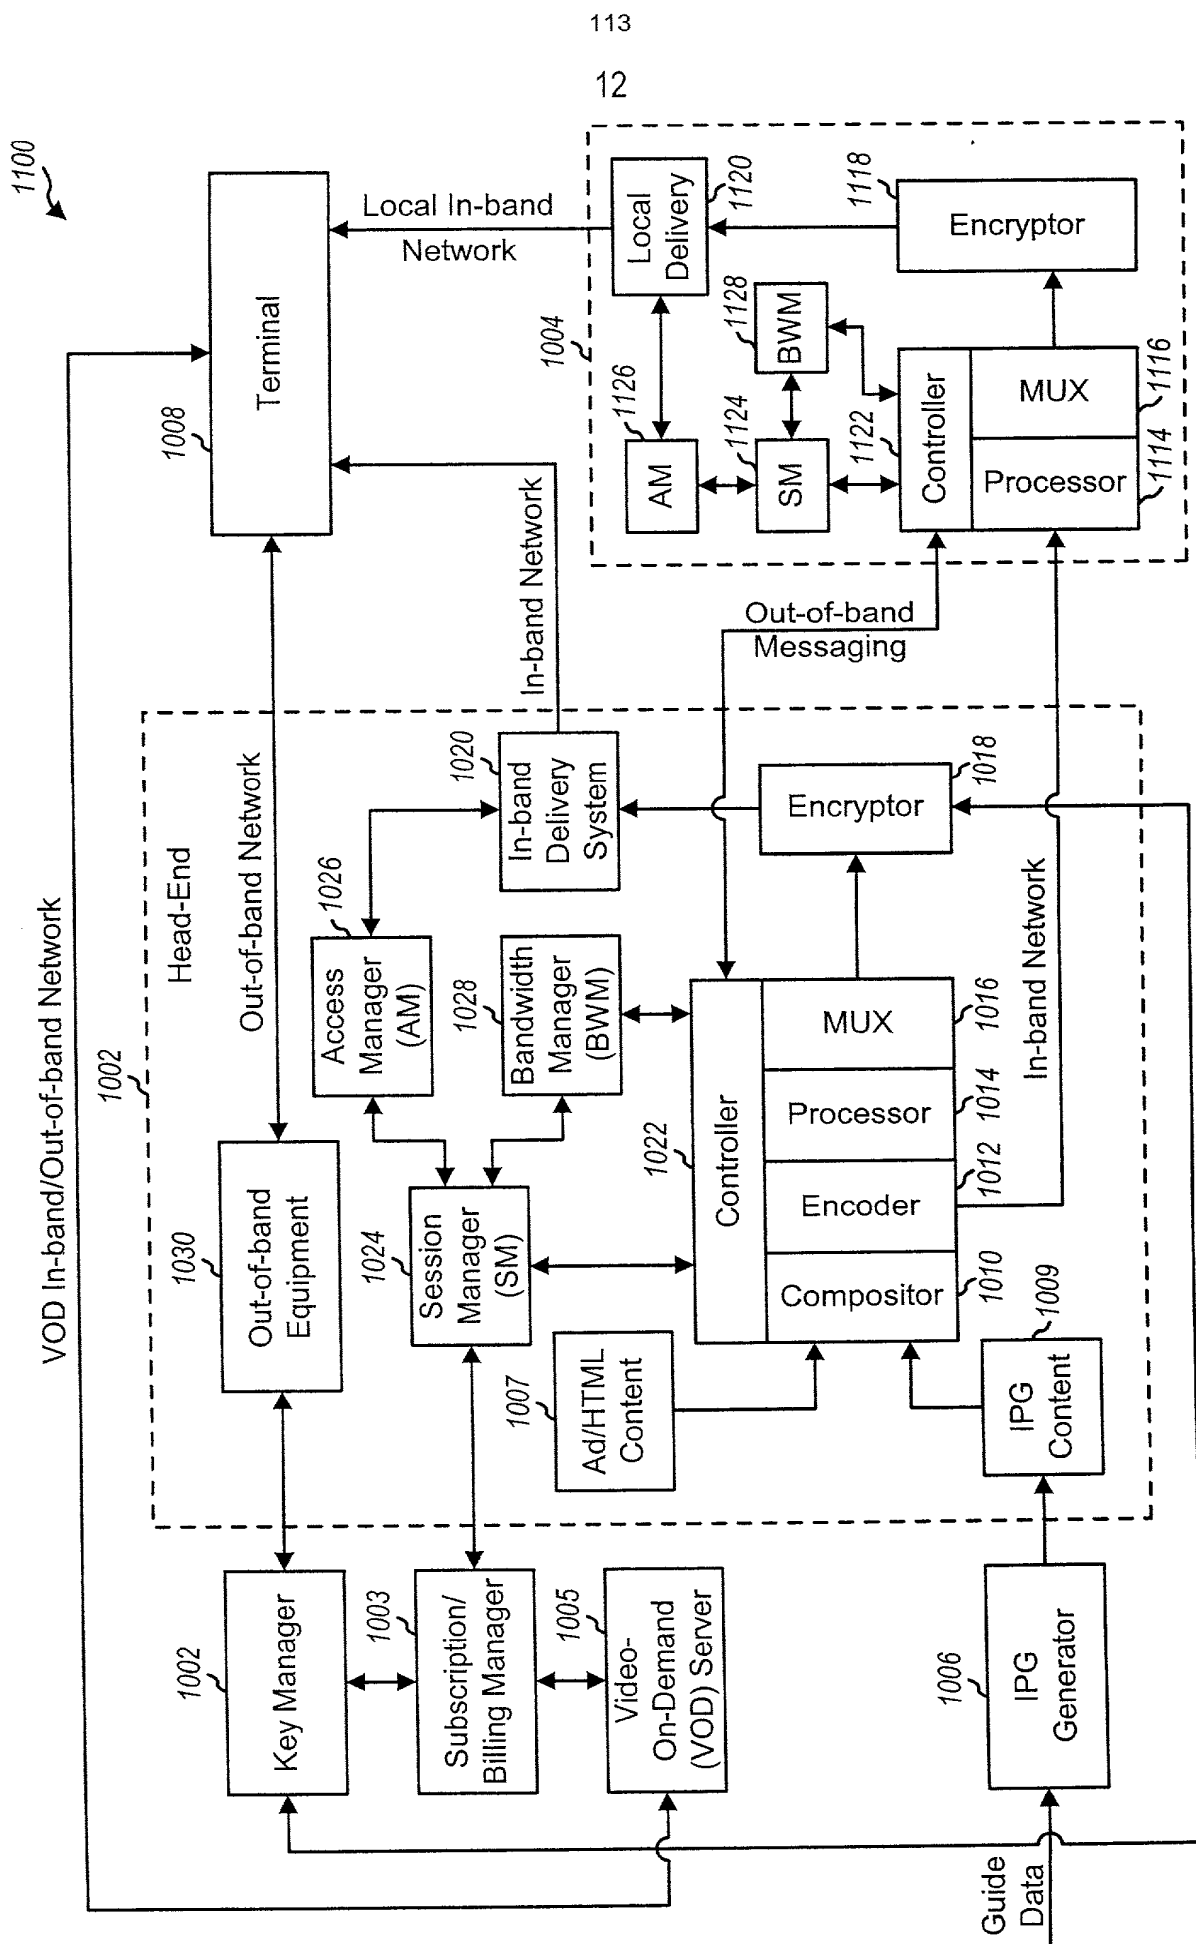 113
12
1100
VOD In-band/Out-of-band Network
1002
Head-End
1008
Terminal
Out-of-band Network
Local In-band
Network
In-band Network
1002
Key Manager
1030
Out-of-band
Equipment
1003
Subscription/
Billing Manager
1005
Video-
On-Demand
(VOD) Server
1024
Session
Manager
(SM)
1026
Access
Manager
(AM)
1028
Bandwidth
Manager
(BWM)
1020
In-band
Delivery
System
1007
Ad/HTML
Content
1022
Controller
Compositor
1010
Encoder
1012
Processor
1014
MUX
1016
Encryptor
1018
In-band Network
1009
IPG
Content
1006
IPG
Generator
Guide
Data
Out-of-band
Messaging
1004
1126
AM
1124
SM
1128
BWM
Local
Delivery
1120
1122
Controller
Processor
1114
MUX
1116
Encryptor
1118